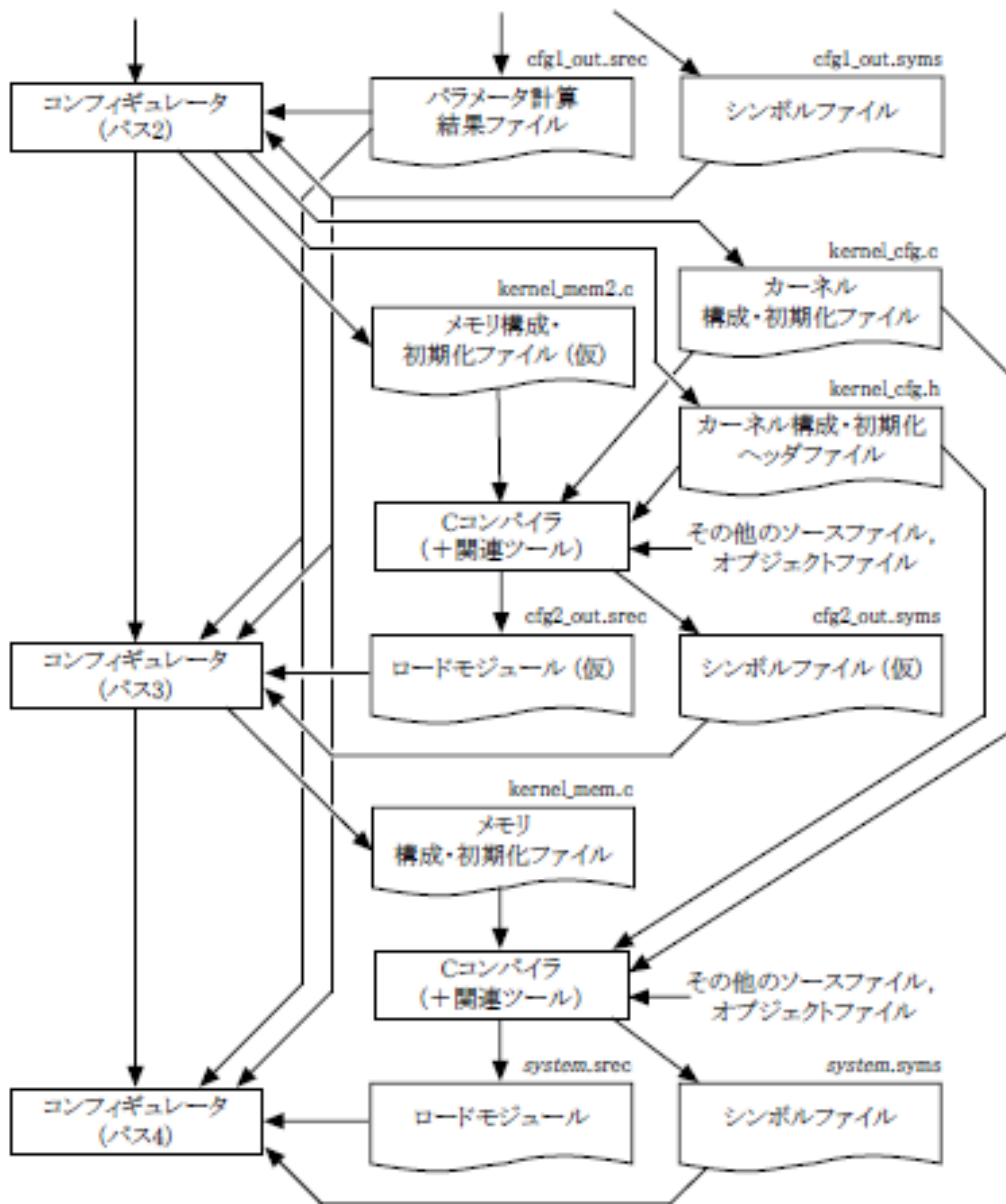 cfg1_out.srec
cfg1_out.syms
コンフィギュレータ
(パス2)
パラメータ計算
結果ファイル
シンボルファイル
kernel_cfg.c
カーネル
構成・初期化ファイル
kernel_mem2.c
メモリ構成・
初期化ファイル (仮)
kernel_cfg.h
カーネル構成・初期化
ヘッダファイル
Cコンパイラ
(+関連ツール)
その他のソースファイル,
オブジェクトファイル
cfg2_out.srec
cfg2_out.syms
コンフィギュレータ
(パス3)
ロードモジュール (仮)
シンボルファイル (仮)
kernel_mem.c
メモリ
構成・初期化ファイル
Cコンパイラ
(+関連ツール)
その他のソースファイル,
オブジェクトファイル
system.srec
system.syms
コンフィギュレータ
(パス4)
ロードモジュール
シンボルファイル